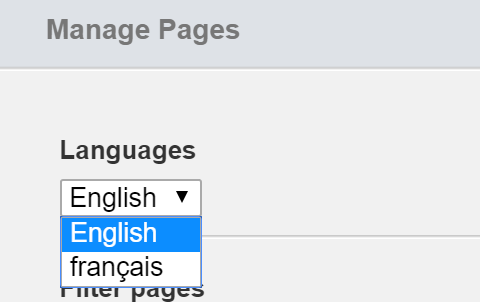 Manage Pages
Languages
English ▼
English
français
Filter pages